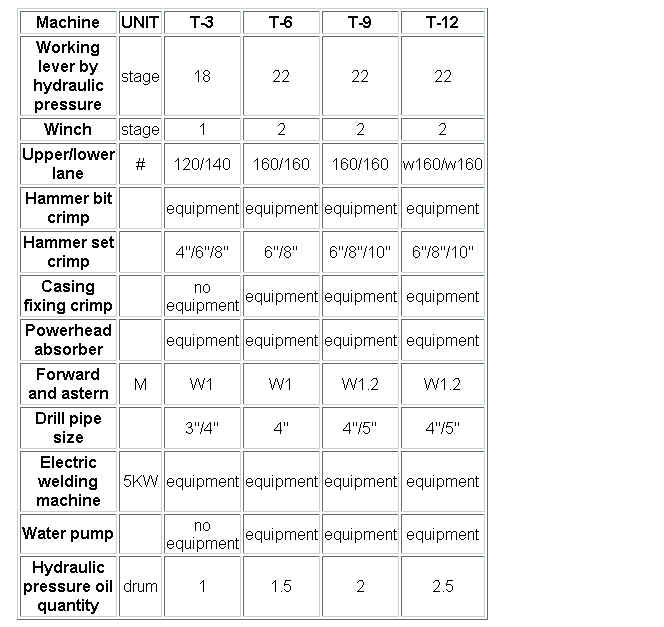 Machine UNIT T-3 T-6 T-9 T-12
Working
lever by
hydraulic
pressure
stage 18 22 22 22
Winch stage 1 2 2 2
Upper/lower
lane
# 120/140 160/160 160/160 w160/w160
Hammer bit
crimp
equipment equipment equipment equipment
Hammer set
crimp
4"/6"/8" 6"/8" 6"/8"/10" 6"/8"/10"
Casing
fixing crimp
no
equipment
equipment equipment equipment
Powerhead
absorber
equipment equipment equipment equipment
Forward
and astern
M W1 W1 W1.2 W1.2
Drill pipe
size
3"/4" 4" 4"/5" 4"/5"
Electric
welding
machine
5KW equipment equipment equipment equipment
Water pump
no
equipment
equipment equipment equipment
Hydraulic
pressure oil
quantity
drum 1 1.5 2 2.5